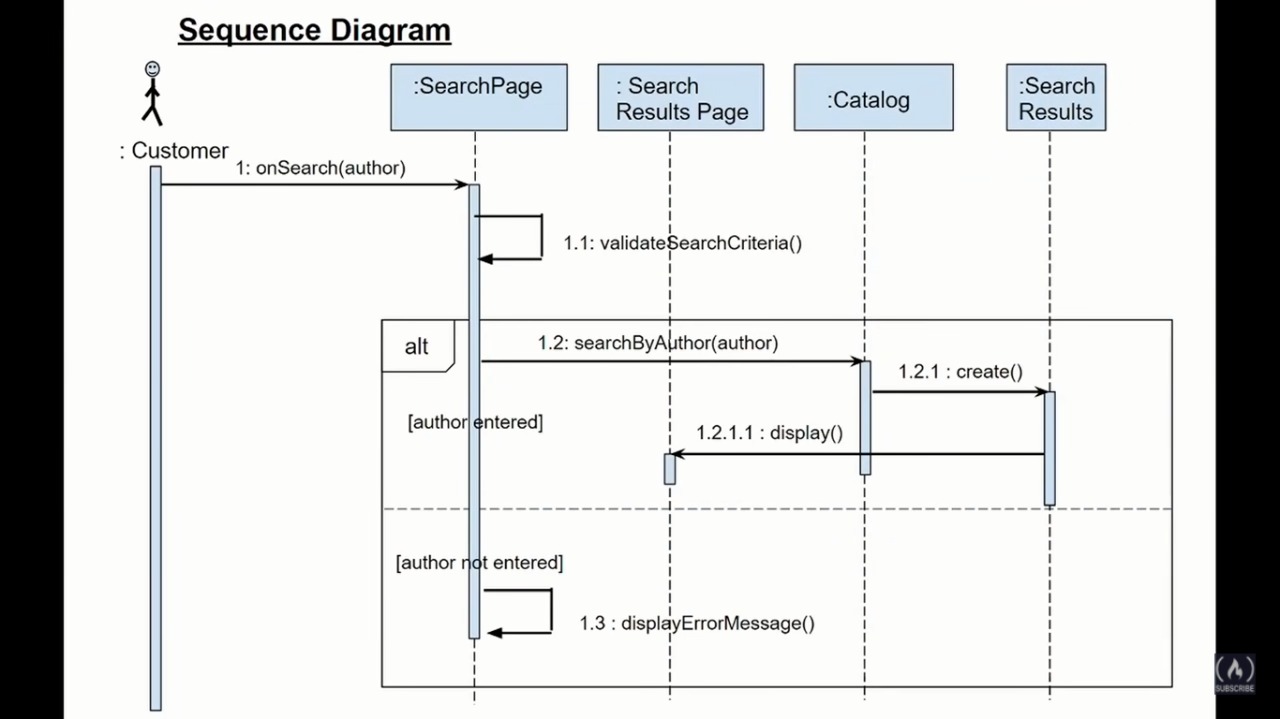 Sequence Diagram
:SearchPage
: Search
Results Page
:Catalog
:Search
Results
: Customer
1: onSearch(author)
1.1: validateSearchCriteria()
alt
1.2: searchByAuthor(author)
1.2.1 : create()
[author entered]
1.2.1.1 : display()
[author not entered]
1.3 : displayErrorMessage()
SUBSCRIBE